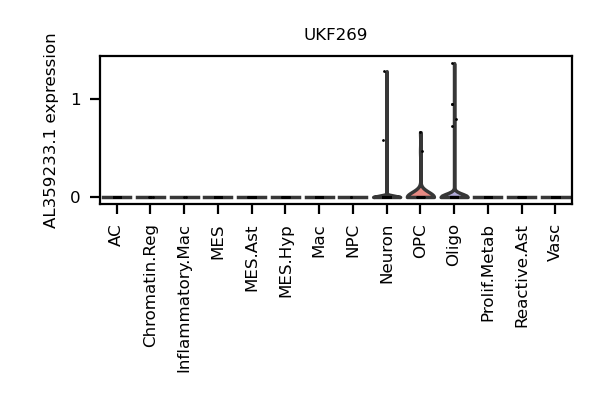 UKF269
AL359233.1 expression
1
0
AC
Chromatin.Reg
Inflammatory.Mac
MES
MES.Ast
MES.Hyp
Mac
NPC
Neuron
OPC
Oligo
Prolif.Metab
Reactive.Ast
Vasc